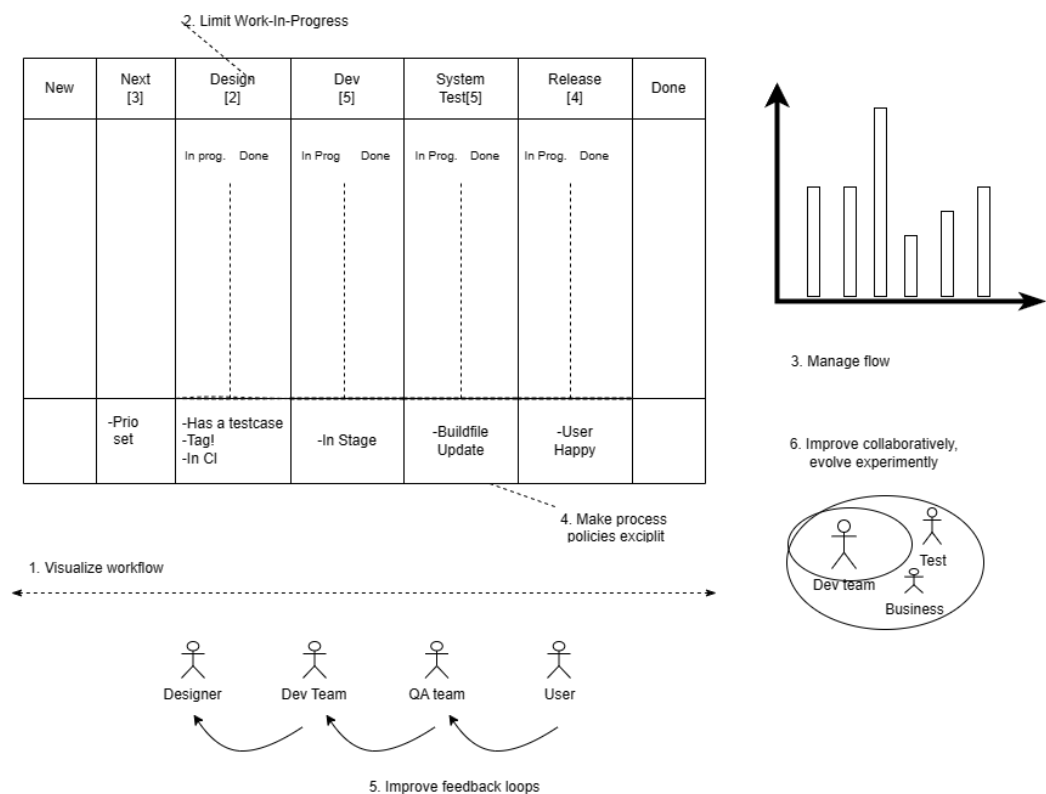 2. Limit Work-In-Progress
New
Next
[3]
Design
[2]
Dev
[5]
System
Test[5]
Release
[4]
Done
In prog. Done
In Prog Done
In Prog. Done
In Prog. Done
-Prio
set
-Has a testcase
-Tag!
-In CI
-In Stage
-Buildfile
Update
-User
Happy
3. Manage flow
6. Improve collaboratively,
evolve experimently
4. Make process
policies exciplit
Test
Dev team
Business
1. Visualize workflow
Designer
Dev Team
QA team
User
5. Improve feedback loops